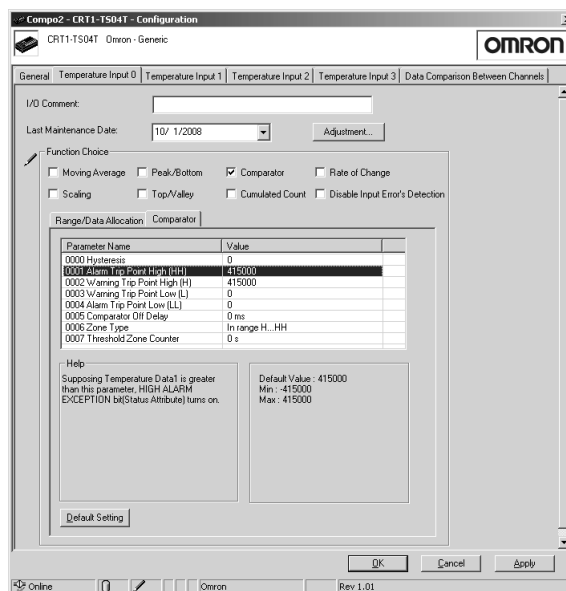 Compo2 - CRT1-TS04T - Configuration
CRT1-TS04T Omron - Generic
OMRON
General Temperature Input 0 Temperature Input 1 Temperature Input 2 Temperature Input 3 Data Comparison Between Channels
I/O Comment:
Last Maintenance Date: 10/ 1/2008 Adjustment...
Function Choice
Moving Average Peak/Bottom Comparator Rate of Change
Scaling Top/Valley Cumulated Count Disable Input Error's Detection
Range/Data Allocation Comparator
Parameter Name Value
0000 Hysteresis 0
0001 Alarm Trip Point High (HH) 415000
0002 Warning Trip Point High (H) 415000
0003 Warning Trip Point Low (L) 0
0004 Alarm Trip Point Low (LL) 0
0005 Comparator Off Delay 0 ms
0006 Zone Type In range H...HH
0007 Threshold Zone Counter 0 s
Help
Supposing Temperature Data1 is greater
than this parameter, HIGH ALARM
EXCEPTION bit(Status Attribute) turns on.
Default Value : 415000
Min : -415000
Max : 415000
Default Setting
OK Cancel Apply
Online Omron Rev 1.01